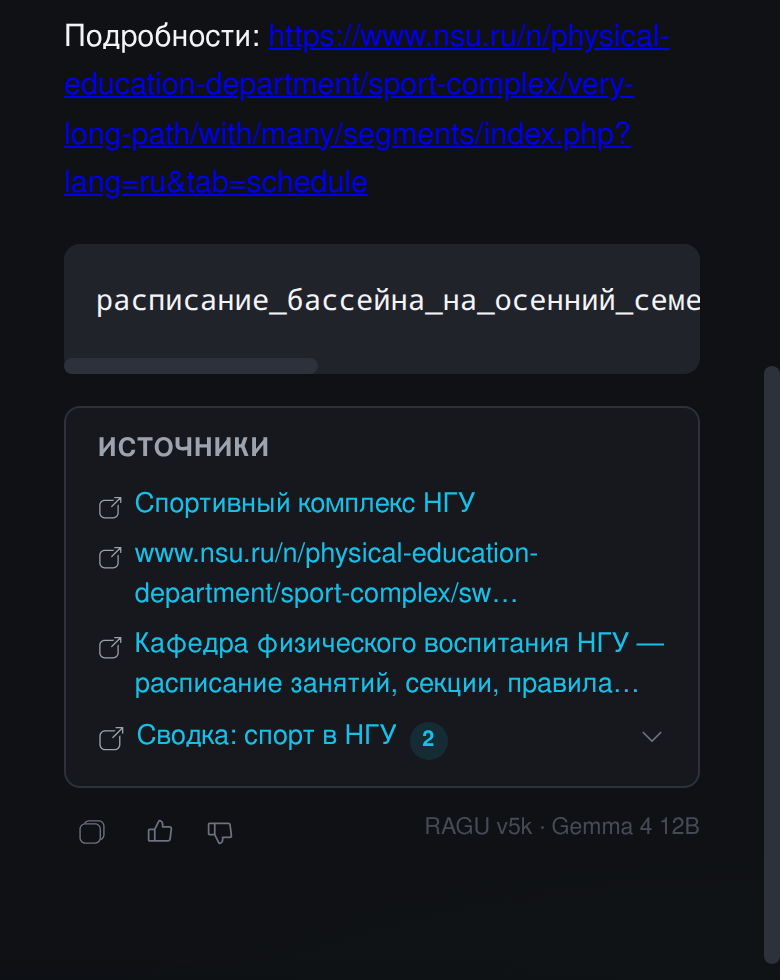 Подробности: https://www.nsu.ru/n/physical-
education-department/sport-complex/very-
long-path/with/many/segments/index.php?
lang=ru&tab=schedule
расписание_бассейна_на_осенний_семе
ИСТОЧНИКИ
Спортивный комплекс НГУ
www.nsu.ru/n/physical-education-
department/sport-complex/sw…
Кафедра физического воспитания НГУ —
расписание занятий, секции, правила…
Сводка: спорт в НГУ 2
RAGU v5k · Gemma 4 12B